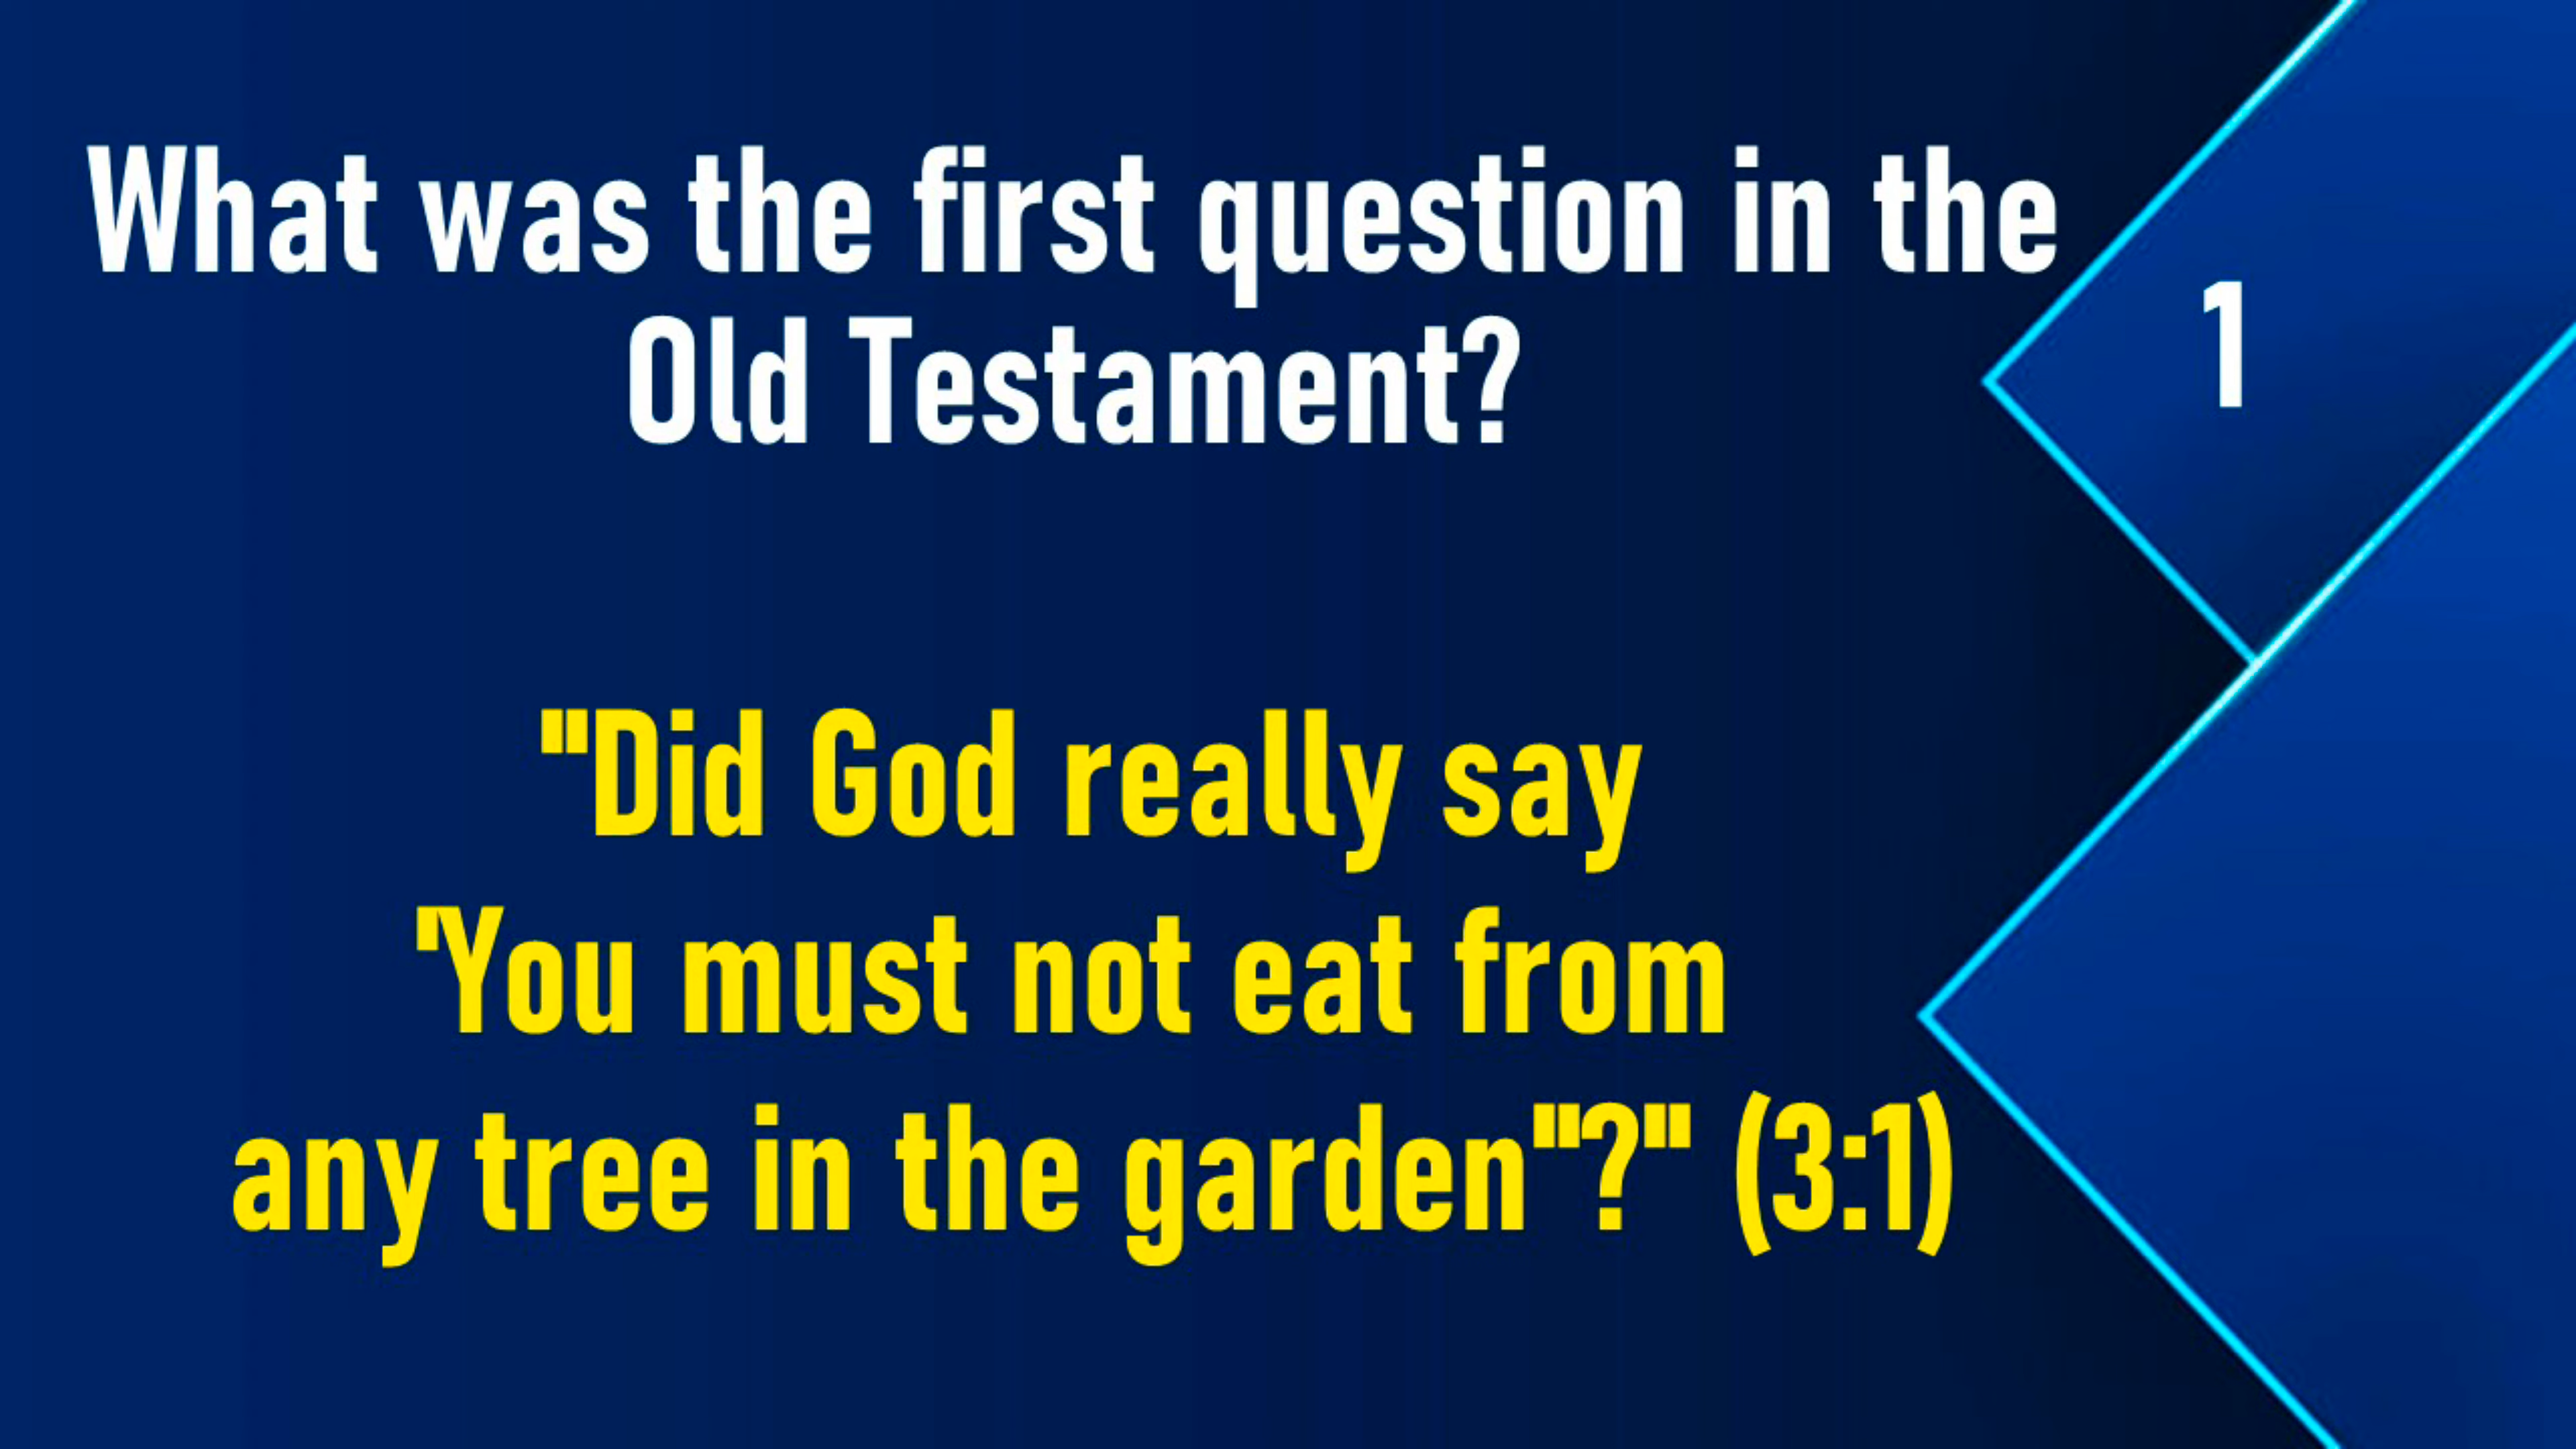 What was the first question in the
Old Testament?
1
"Did God really say
'You must not eat from
any tree in the garden"?" (3:1)